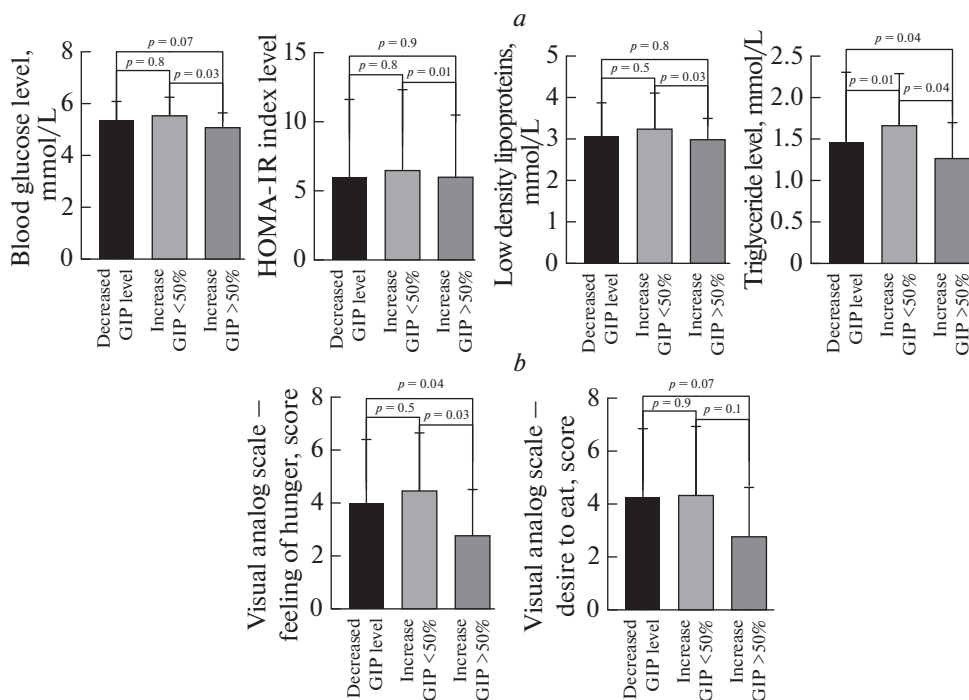 a
Blood glucose level,
mmol/L
8
6
4
2
0
p = 0.07
p = 0.8
p = 0.03
Decreased
GIP level
Increase
GIP <50%
Increase
GIP >50%
HOMA-IR index level
15
10
5
0
p = 0.9
p = 0.8
p = 0.01
Decreased
GIP level
Increase
GIP <50%
Increase
GIP >50%
Low density lipoproteins,
mmol/L
5
4
3
2
1
0
p = 0.8
p = 0.5
p = 0.03
Decreased
GIP level
Increase
GIP <50%
Increase
GIP >50%
Triglyceride level, mmol/L
2.5
2.0
1.5
1.0
0.5
0
p = 0.04
p = 0.01
p = 0.04
Decreased
GIP level
Increase
GIP <50%
Increase
GIP >50%
b
Visual analog scale –
feeling of hunger, score
8
6
4
2
0
p = 0.04
p = 0.5
p = 0.03
Decreased
GIP level
Increase
GIP <50%
Increase
GIP >50%
Visual analog scale –
desire to eat, score
8
6
4
2
0
p = 0.07
p = 0.9
p = 0.1
Decreased
GIP level
Increase
GIP <50%
Increase
GIP >50%